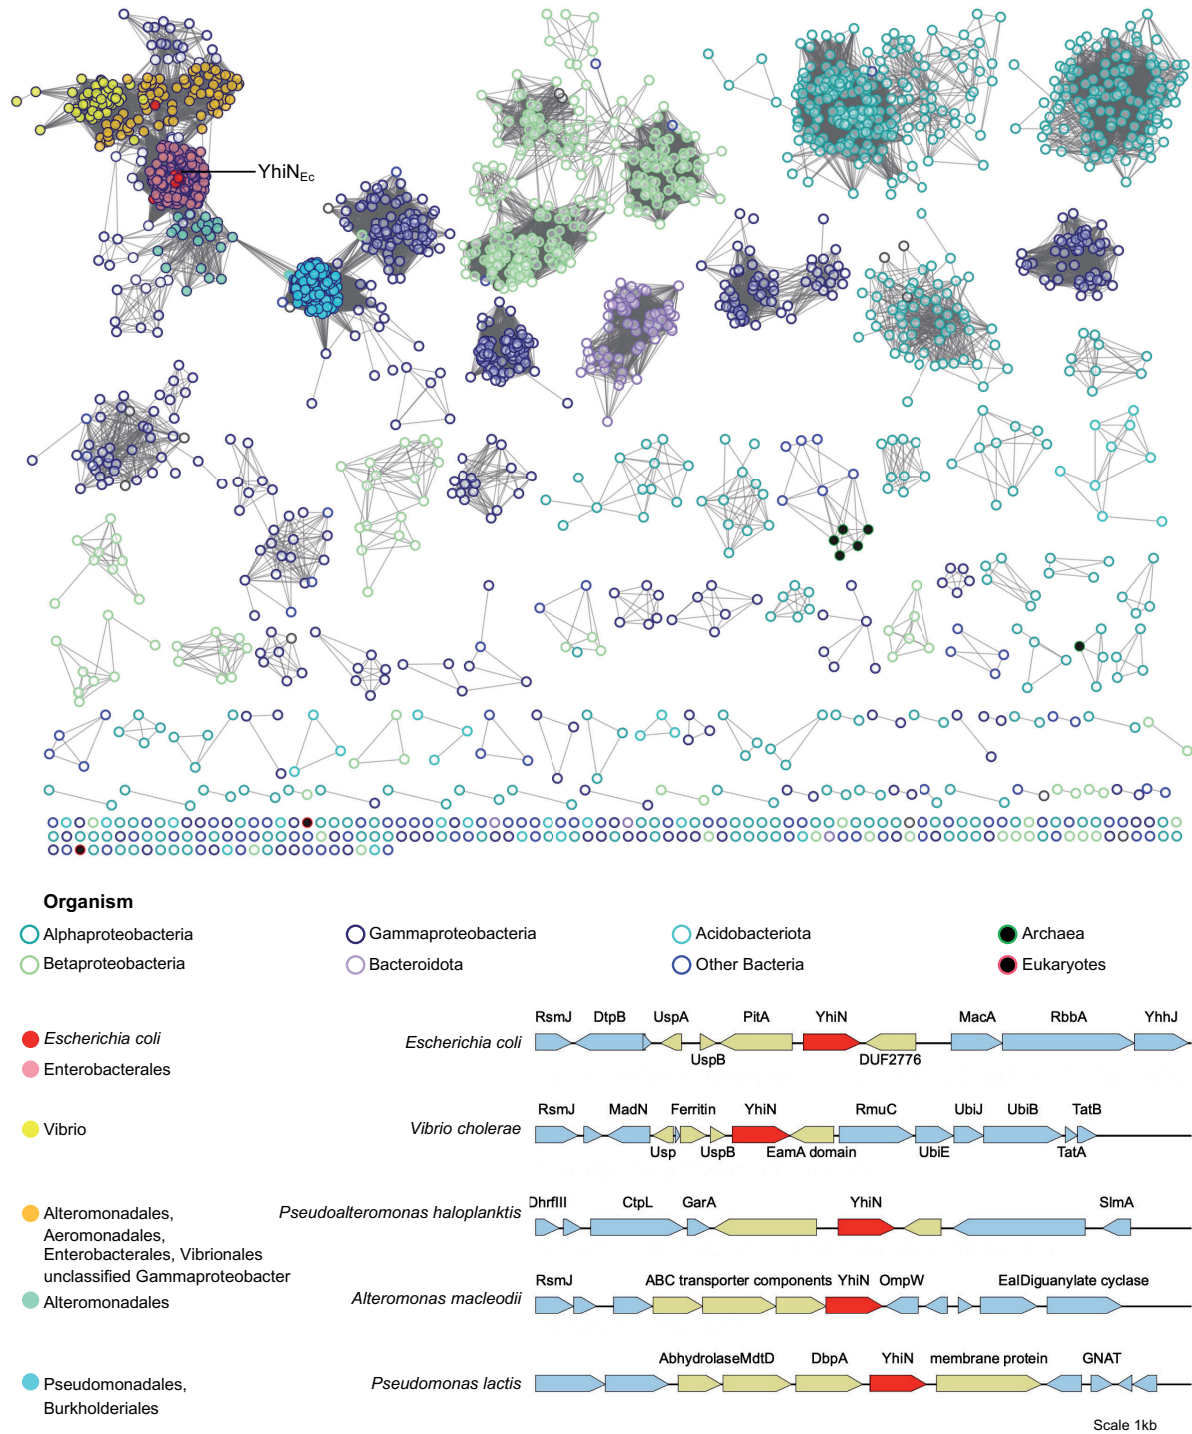 YhiNEc
Organism
Alphaproteobacteria
Gammaproteobacteria
Acidobacteriota
Archaea
Betaproteobacteria
Bacteroidota
Other Bacteria
Eukaryotes
Escherichia coli
Enterobacterales
Vibrio
Alteromonadales,
Aeromonadales,
Enterobacterales, Vibrionales
unclassified Gammaproteobacter
Alteromonadales
Pseudomonadales,
Burkholderiales
RsmJ DtpB UspA PitA YhiN MacA RbbA YhhJ
Escherichia coli
UspB DUF2776
RsmJ MadN Ferritin YhiN RmuC UbiJ UbiB TatB
Vibrio cholerae
Usp UspB EamA domain UbiE TatA
DhrfIII CtpL GarA YhiN SlmA
Pseudoalteromonas haloplanktis
RsmJ ABC transporter components YhiN OmpW EalDiguanylate cyclase
Alteromonas macleodii
AbhydrolaseMdtD DbpA YhiN membrane protein GNAT
Pseudomonas lactis
Scale 1kb